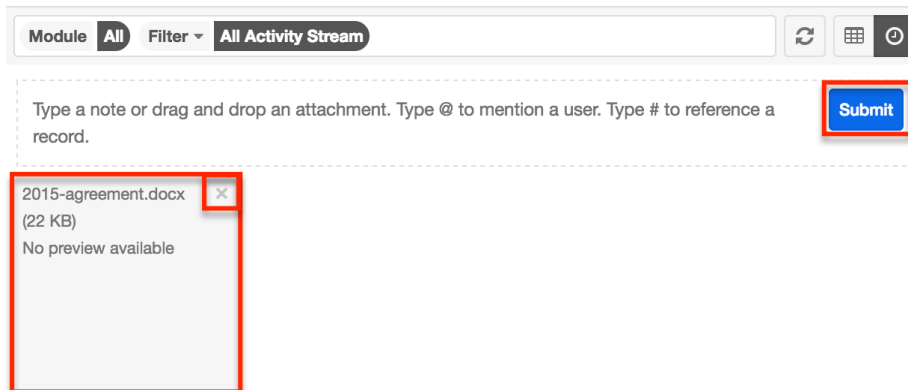 Module All Filter All Activity Stream
Type a note or drag and drop an attachment. Type @ to mention a user. Type # to reference a
record.
Submit
2015-agreement.docx
(22 KB)
No preview available